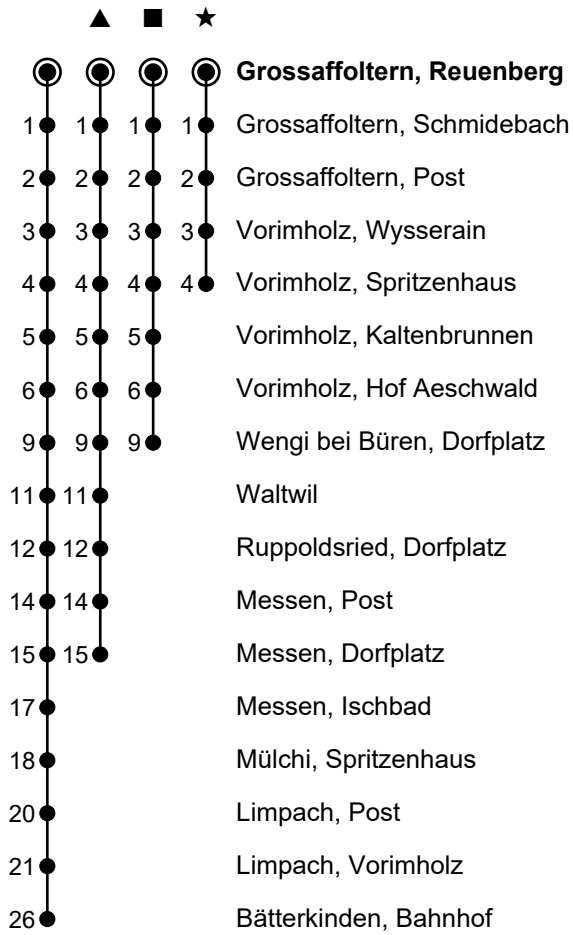 ▲ ■ ★
Grossaffoltern, Reuenberg
1 1 1 1 Grossaffoltern, Schmidebach
2 2 2 2 Grossaffoltern, Post
3 3 3 3 Vorimholz, Wysserain
4 4 4 4 Vorimholz, Spritzenhaus
5 5 5 Vorimholz, Kaltenbrunnen
6 6 6 Vorimholz, Hof Aeschwald
9 9 9 Wengi bei Büren, Dorfplatz
11 11 Waltwil
12 12 Ruppoldsried, Dorfplatz
14 14 Messen, Post
15 15 Messen, Dorfplatz
17 Messen, Ischbad
18 Mülchi, Spritzenhaus
20 Limpach, Post
21 Limpach, Vorimholz
26 Bätterkinden, Bahnhof